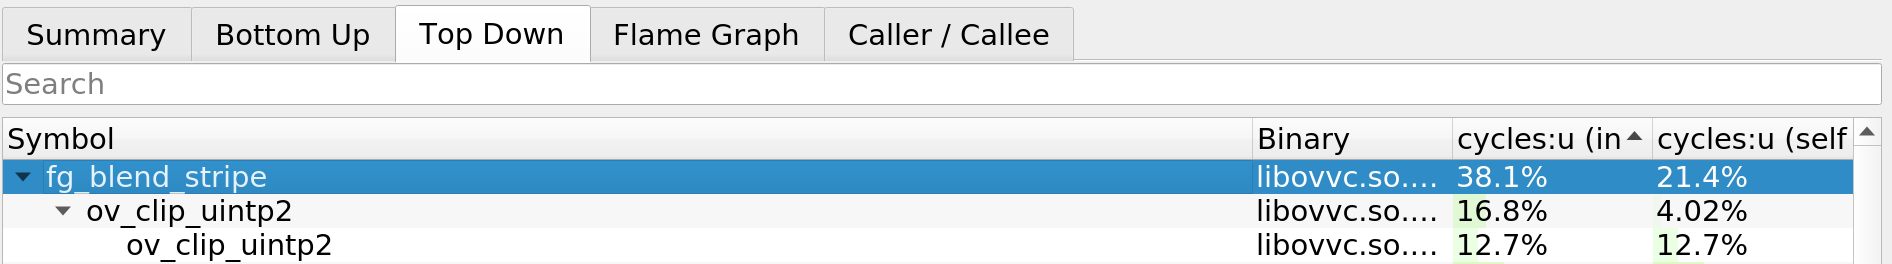 Summary Bottom Up Top Down Flame Graph Caller / Callee
Search
Symbol Binary cycles:u (in cycles:u (self
fg_blend_stripe libovvc.so.... 38.1% 21.4%
ov_clip_uintp2 libovvc.so.... 16.8% 4.02%
ov_clip_uintp2 libovvc.so.... 12.7% 12.7%